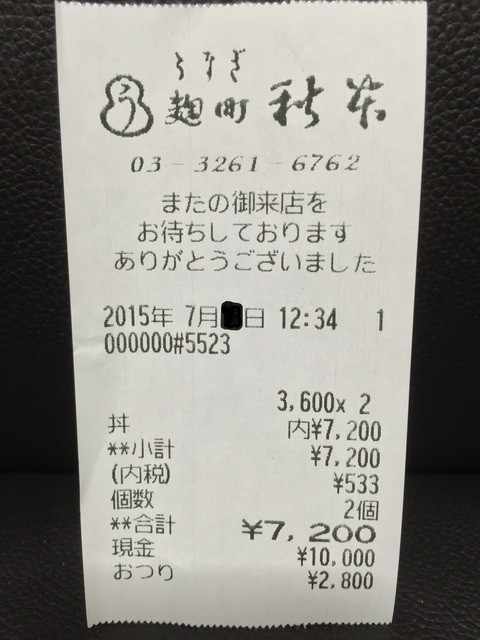 うなぎ
う 麹町 秋本
03-3261-6762
またの御来店を
お待ちしております
ありがとうございました
2015年 7月 日 12:34 1
000000#5523
3,600x 2
丼 内¥7,200
**小計 ¥7,200
(内税) ¥533
個数 2個
**合計 ¥7,200
現金 ¥10,000
おつり ¥2,800